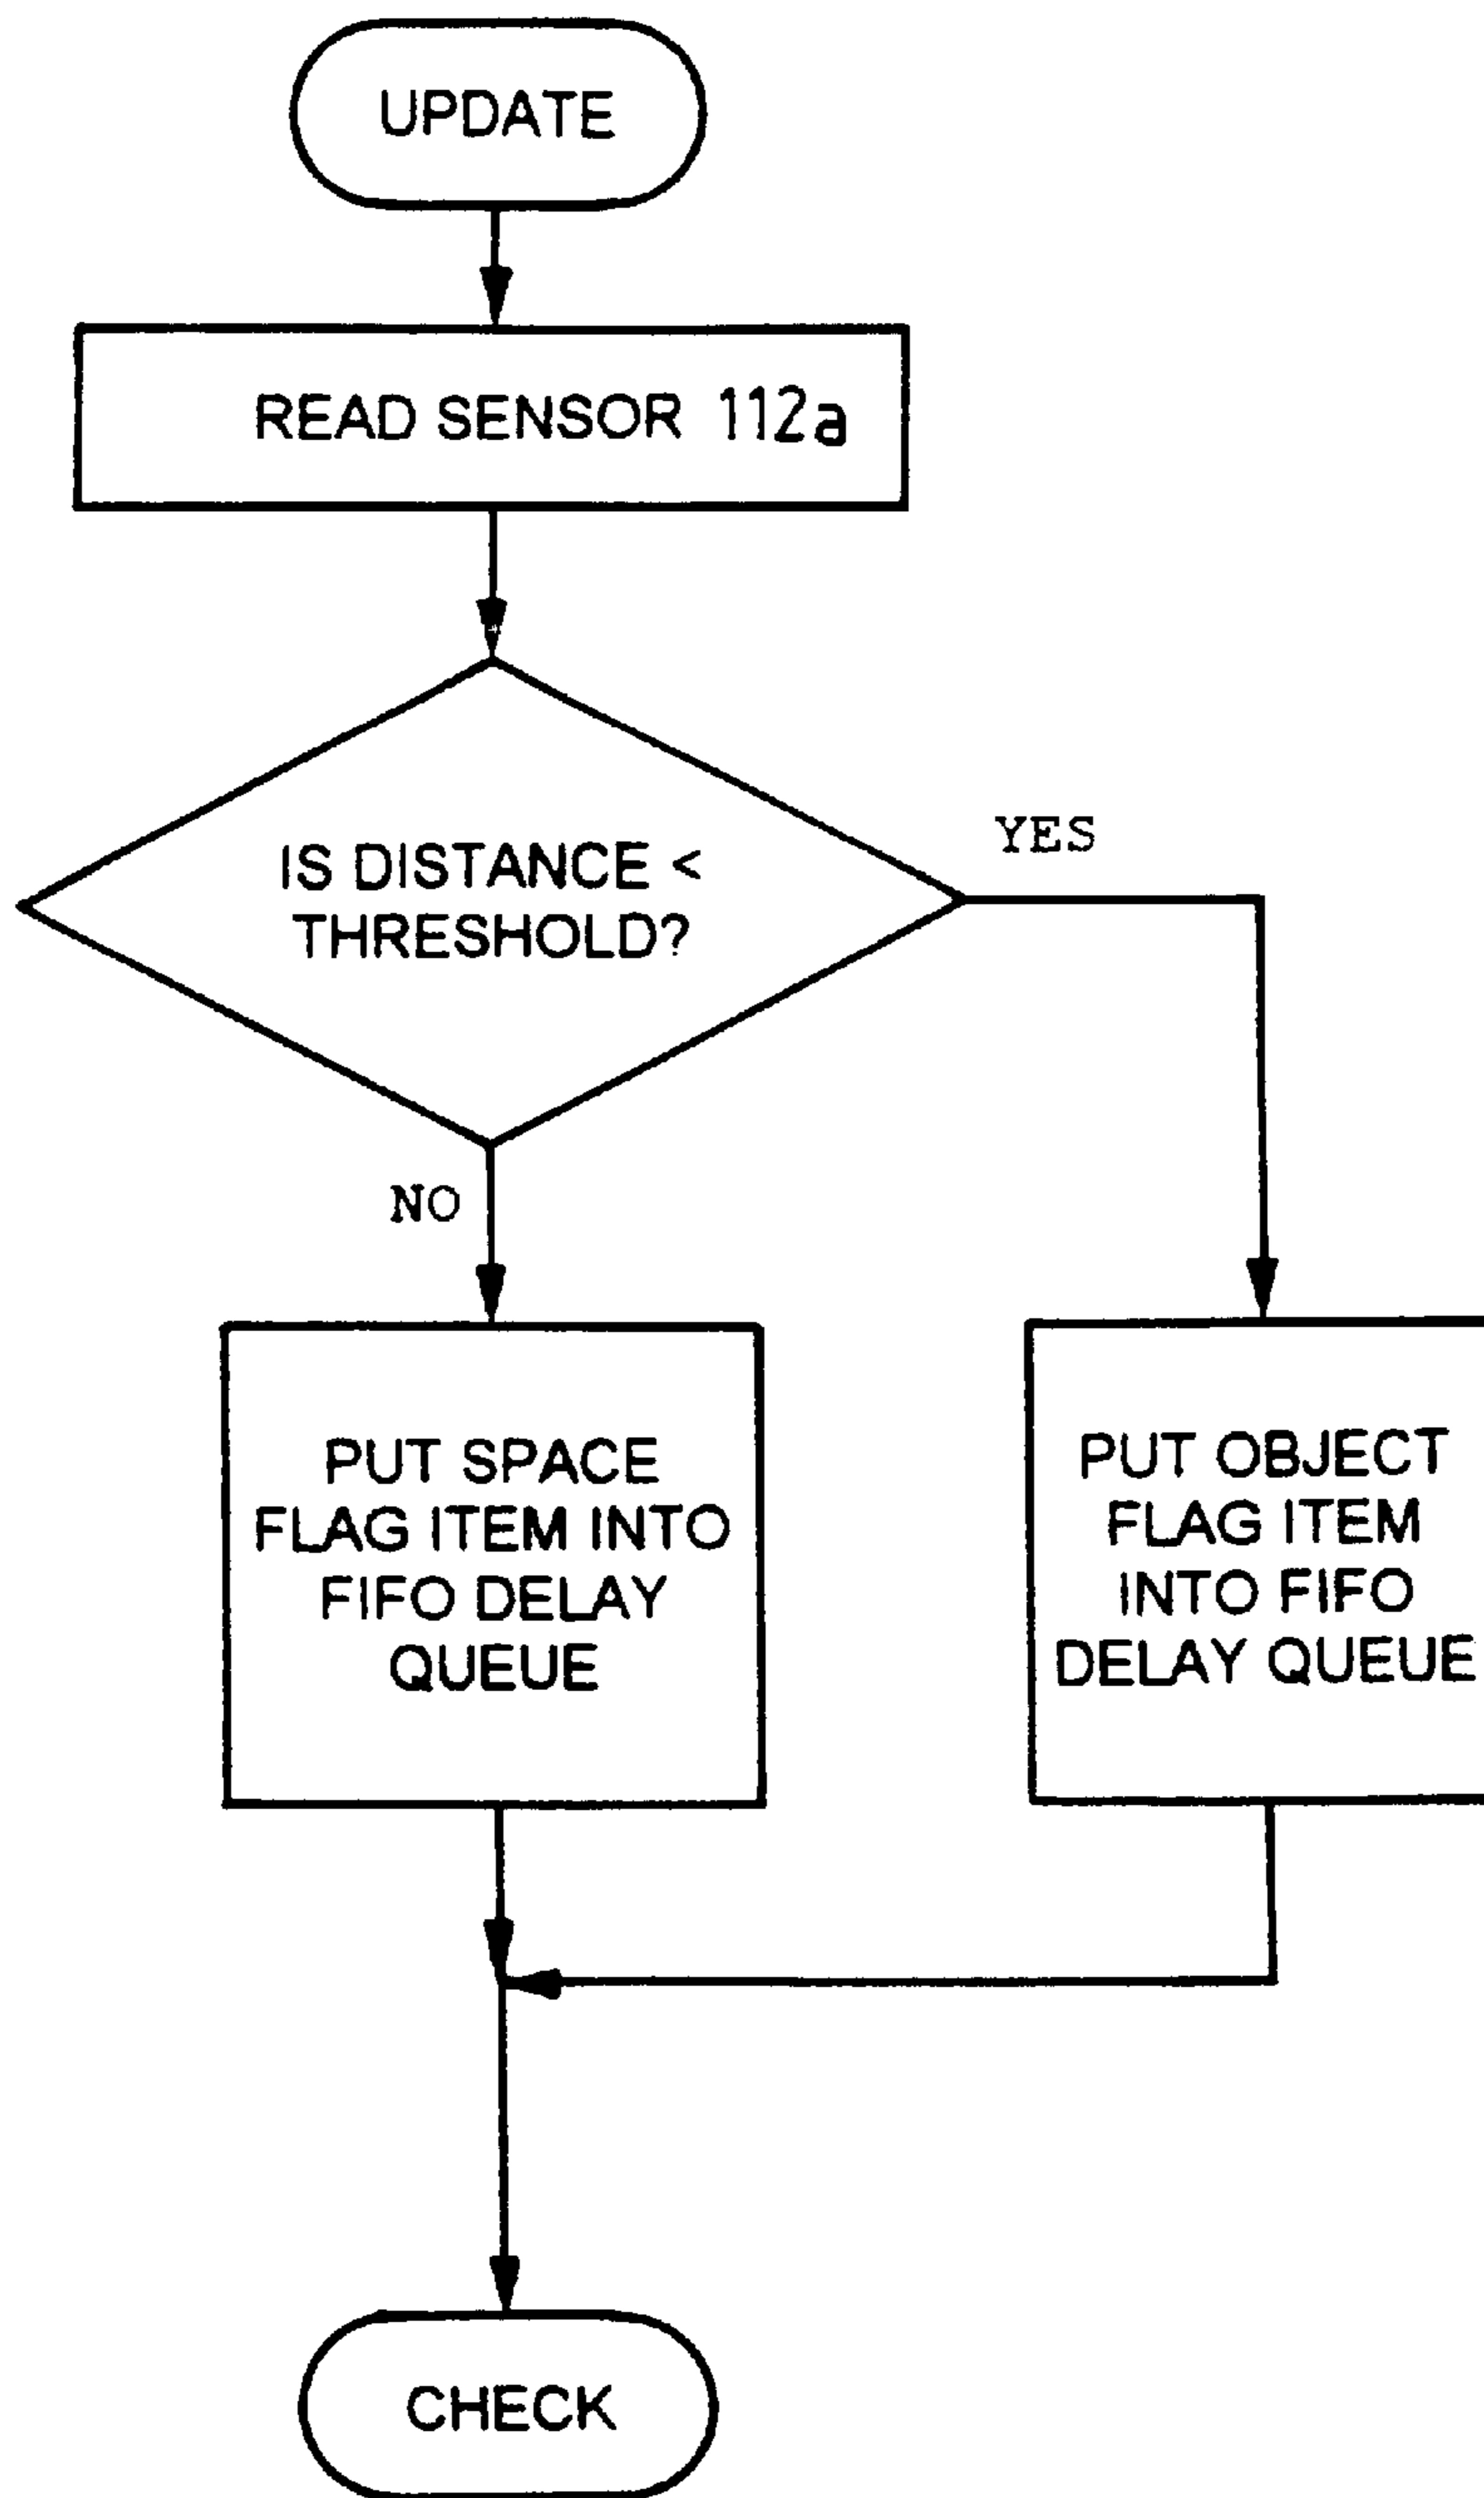 UPDATE
READ SENSOR 112a
IS DISTANCE <
THRESHOLD?
YES
NO
PUT SPACE
FLAG ITEM INTO
FIFO DELAY
QUEUE
PUT OBJECT
FLAG ITEM
INTO FIFO
DELAY QUEUE
CHECK